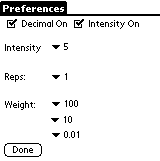 Preferences
Decimal On Intensity On
Intensity 5
Reps: 1
Weight: 100
10
0.01
Done